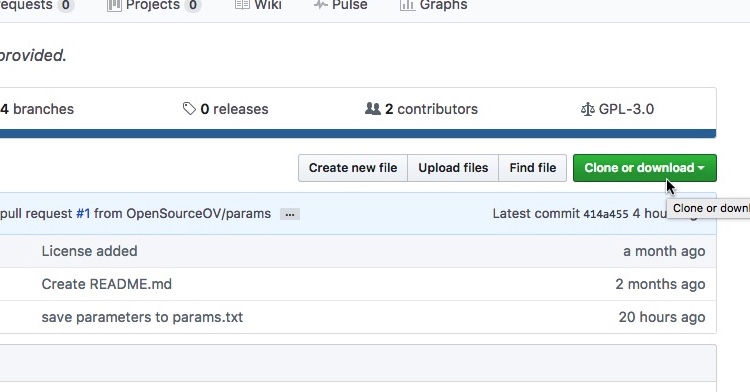 equests 0 Projects 0 Wiki Pulse Graphs
provided.
4 branches 0 releases 2 contributors GPL-3.0
Create new file Upload files Find file Clone or download
pull request #1 from OpenSourceOV/params ... Latest commit 414a455 4 hou
Clone or downl
License added a month ago
Create README.md 2 months ago
save parameters to params.txt 20 hours ago